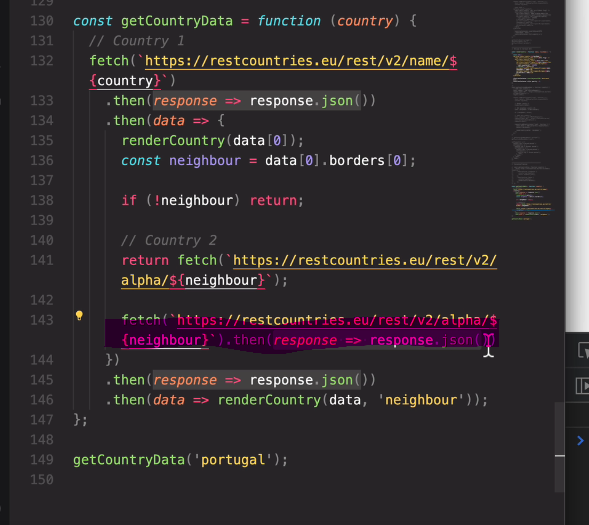 129
130 const getCountryData = function (country) {
131 // Country 1
132 fetch(`https://restcountries.eu/rest/v2/name/$
{country}`)
133 .then(response => response.json())
134 .then(data => {
135 renderCountry(data[0]);
136 const neighbour = data[0].borders[0];
137
138 if (!neighbour) return;
139
140 // Country 2
141 return fetch(`https://restcountries.eu/rest/v2/
alpha/${neighbour}`);
142
143 fetch(`https://restcountries.eu/rest/v2/alpha/$
{neighbour}`).then(response => response.json())
144 })
145 .then(response => response.json())
146 .then(data => renderCountry(data, 'neighbour'));
147 };
148
149 getCountryData('portugal');
150